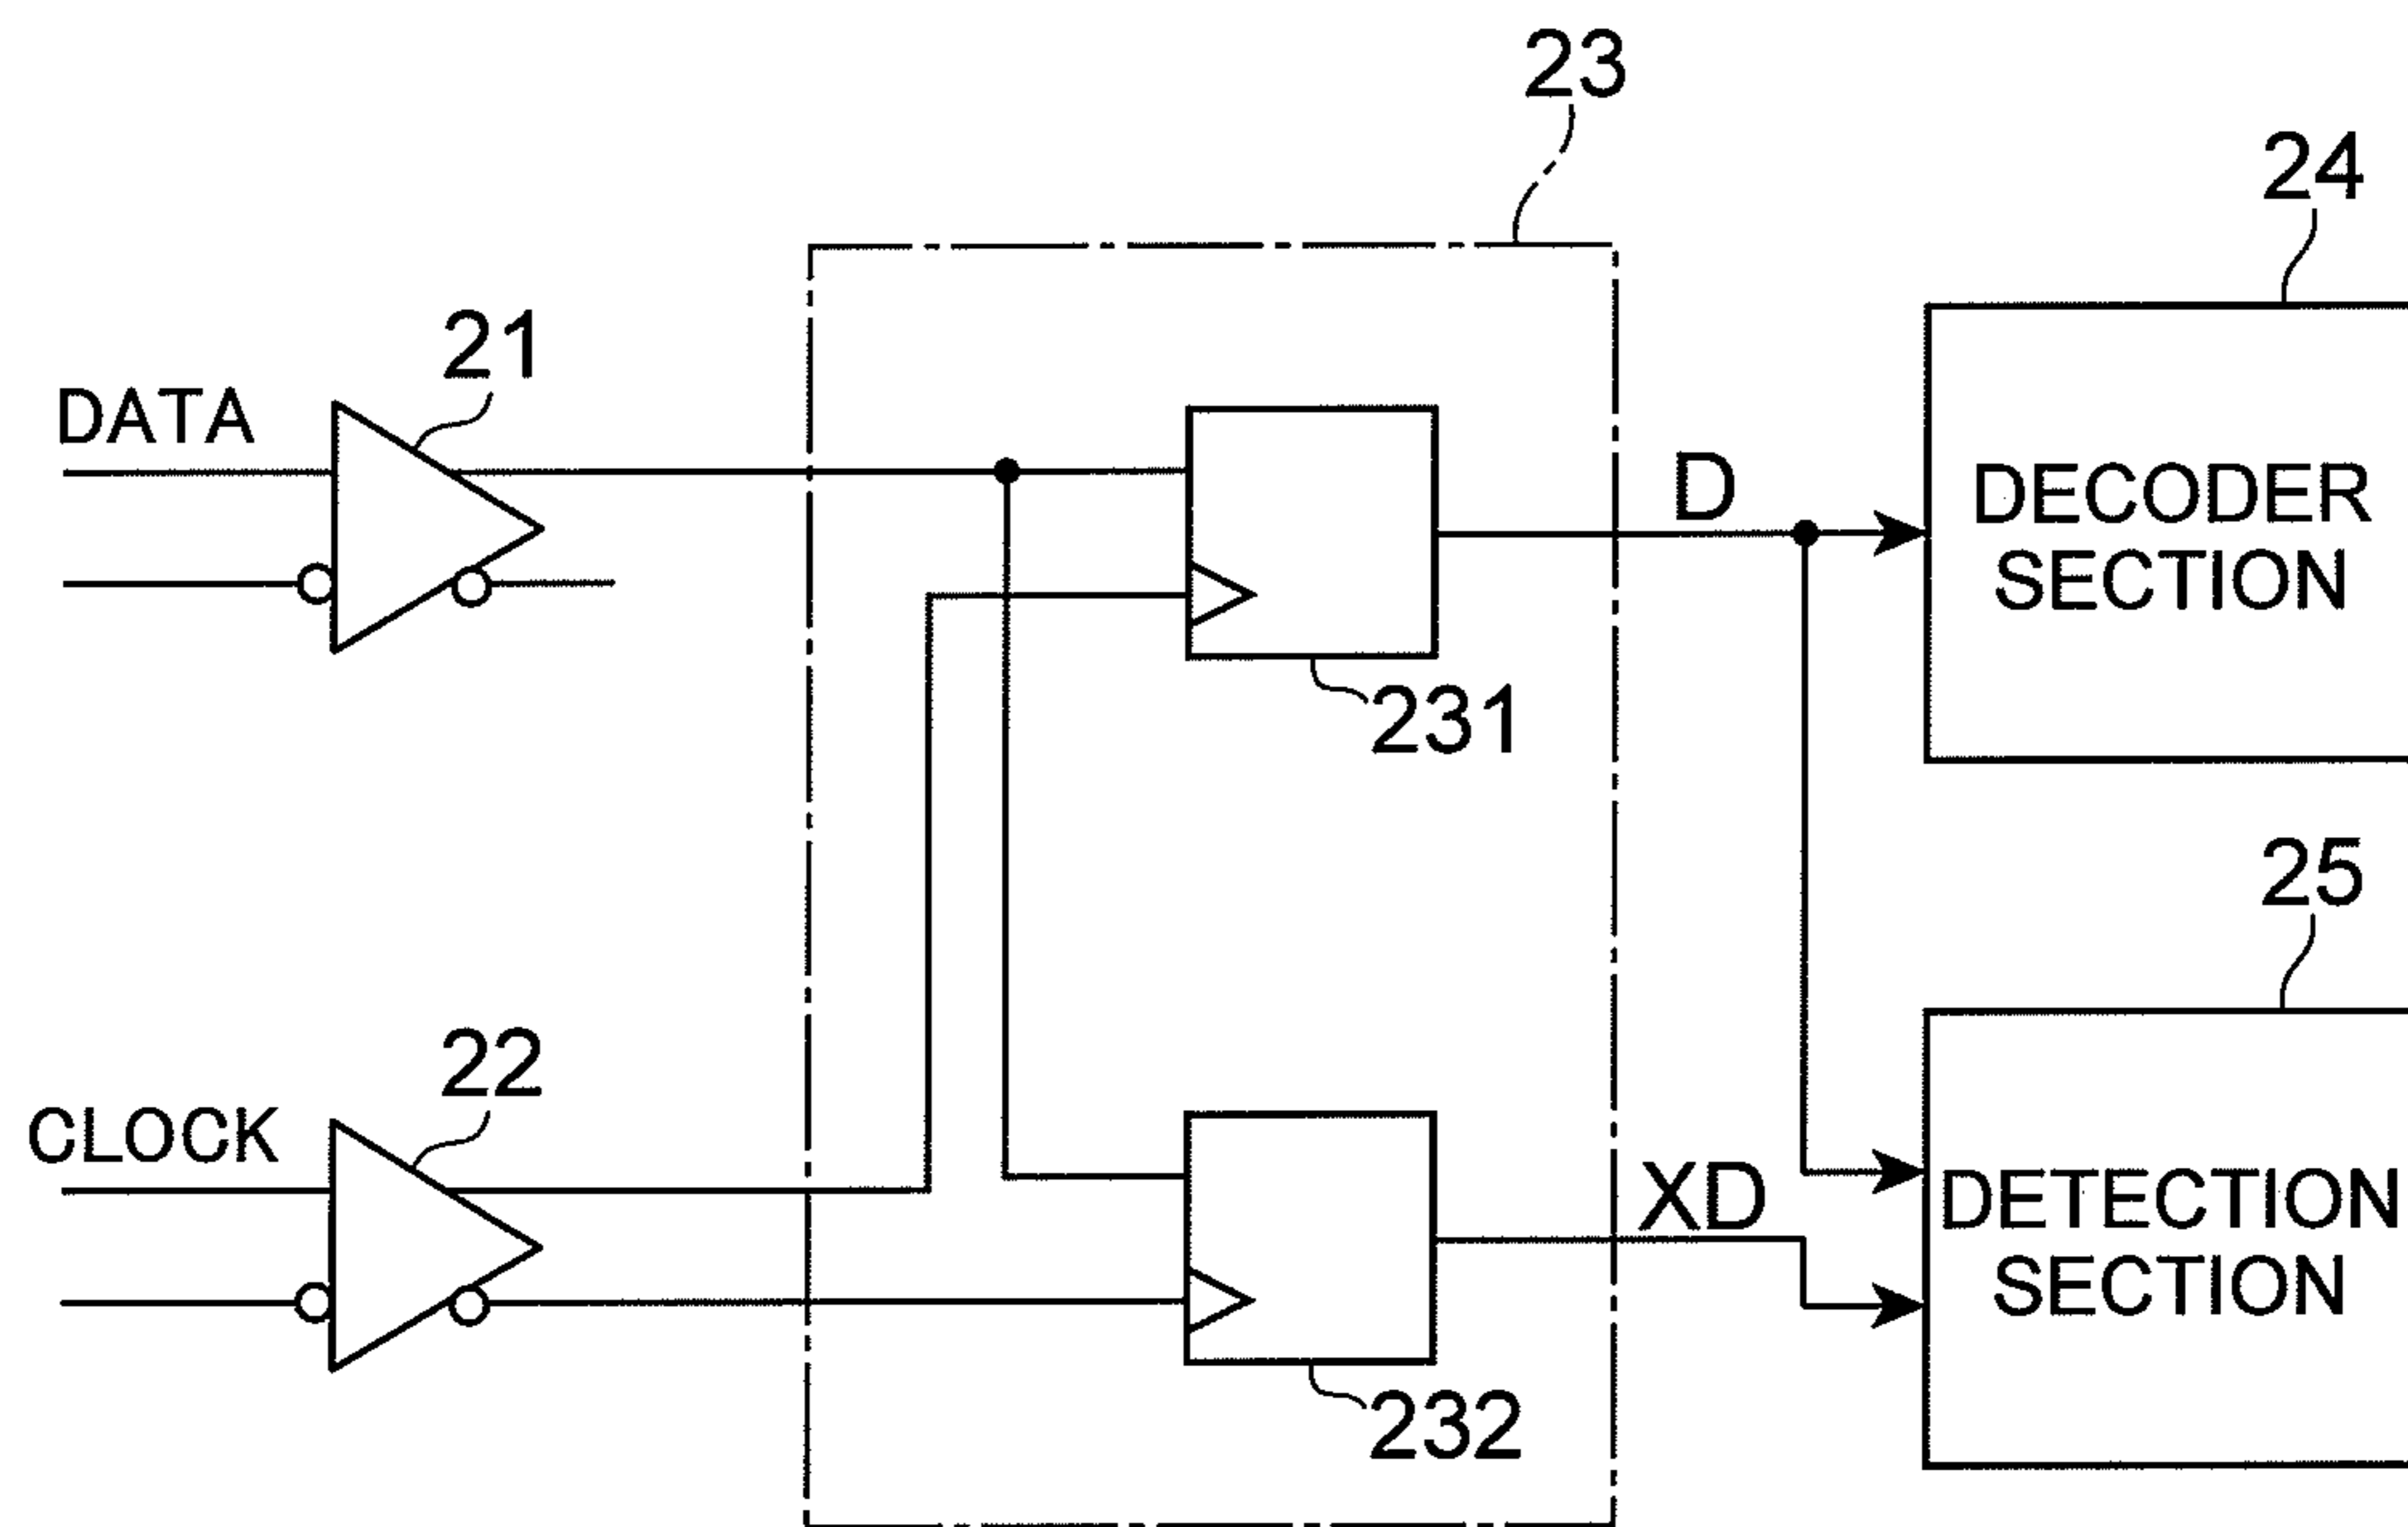 23
24
21
DATA
D
DECODER
SECTION
231
25
22
CLOCK
XD
DETECTION
SECTION
232